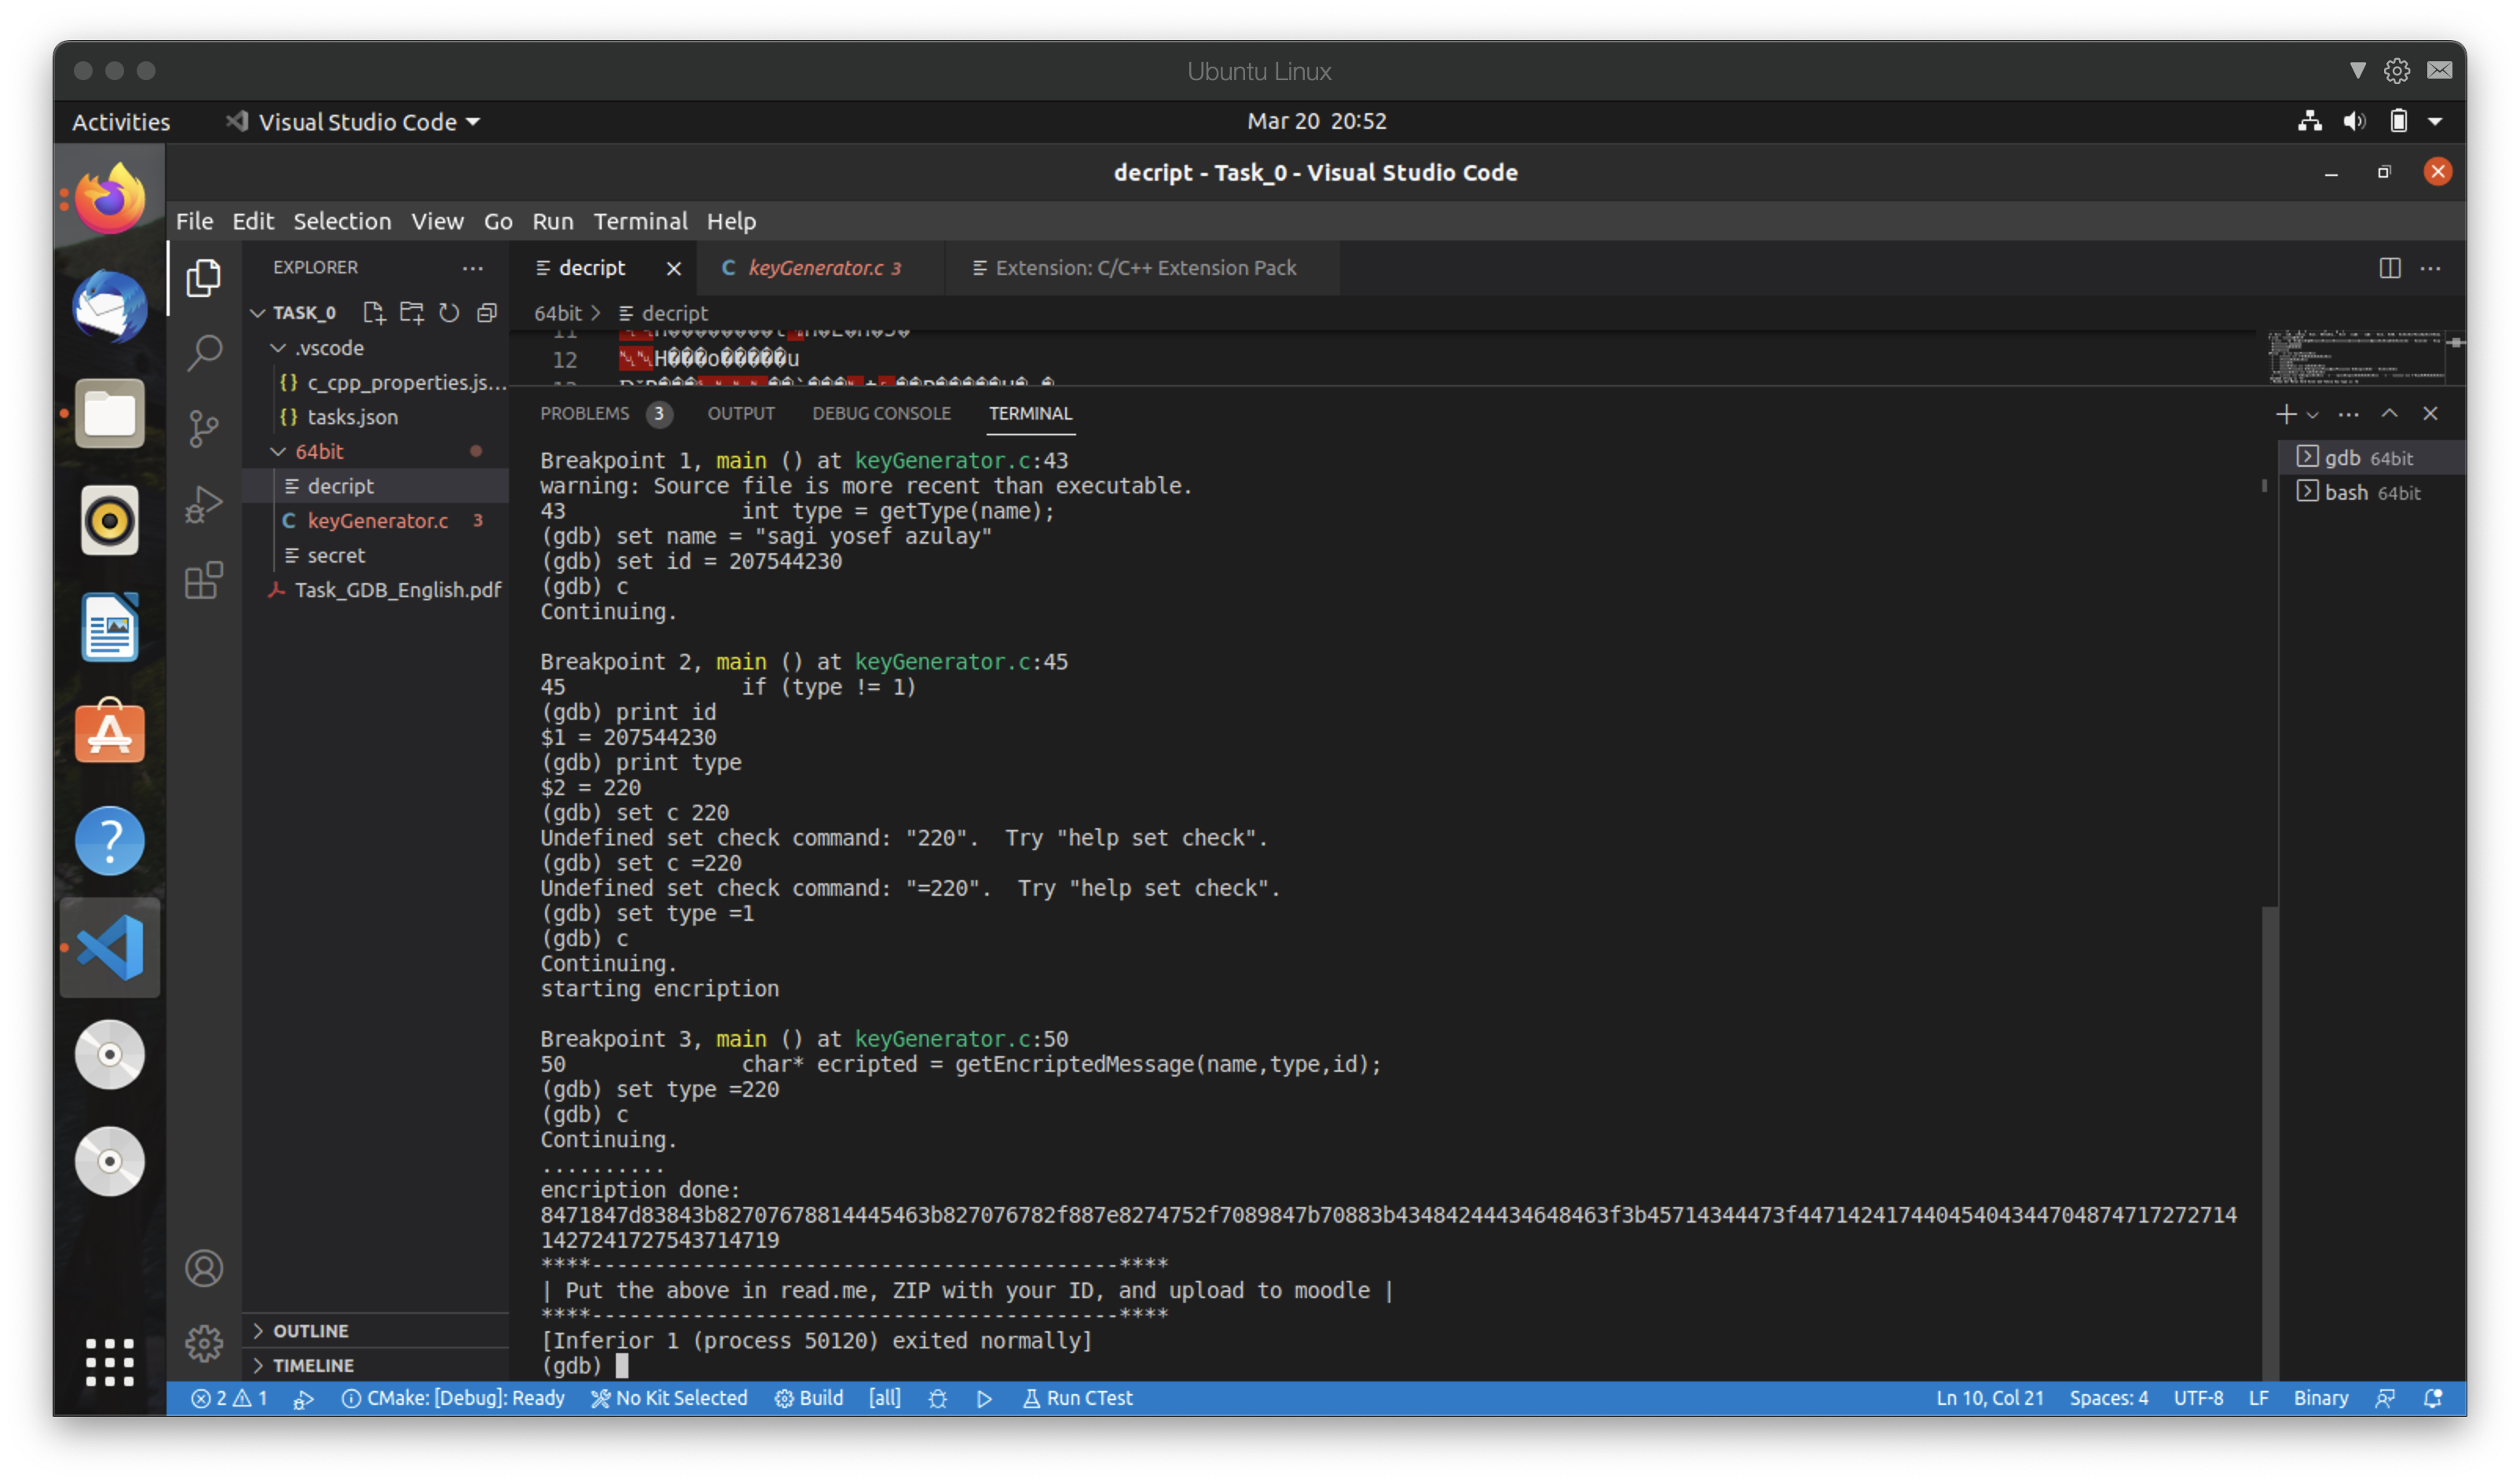 Ubuntu Linux
Activities
Visual Studio Code
Mar 20 20:52
decript - Task_0 - Visual Studio Code
File Edit Selection View Go Run Terminal Help
EXPLORER
decript
keyGenerator.c 3
Extension: C/C++ Extension Pack
TASK_0
64bit > decript
.vscode
{} c_cpp_properties.js...
{} tasks.json
64bit
decript
C keyGenerator.c 3
secret
Task_GDB_English.pdf
11
12
PROBLEMS 3 OUTPUT DEBUG CONSOLE TERMINAL
gdb 64bit
bash 64bit
Breakpoint 1, main () at keyGenerator.c:43
warning: Source file is more recent than executable.
43 int type = getType(name);
(gdb) set name = "sagi yosef azulay"
(gdb) set id = 207544230
(gdb) c
Continuing.
Breakpoint 2, main () at keyGenerator.c:45
45 if (type != 1)
(gdb) print id
$1 = 207544230
(gdb) print type
$2 = 220
(gdb) set c 220
Undefined set check command: "220". Try "help set check".
(gdb) set c =220
Undefined set check command: "=220". Try "help set check".
(gdb) set type =1
(gdb) c
Continuing.
starting encription
Breakpoint 3, main () at keyGenerator.c:50
50 char* ecripted = getEncriptedMessage(name,type,id);
(gdb) set type =220
(gdb) c
Continuing.
..........
encription done:
8471847d83843b82707678814445463b827076782f887e8274752f7089847b70883b43484244434648463f3b45714344473f4471424174404540434470487471727271​4
1427241727543714719
****------------------------------------------****
| Put the above in read.me, ZIP with your ID, and upload to moodle |
****------------------------------------------****
[Inferior 1 (process 50120) exited normally]
(gdb)
OUTLINE
TIMELINE
2 1 CMake: [Debug]: Ready No Kit Selected Build [all] Run CTest Ln 10, Col 21 Spaces: 4 UTF-8 LF Binary